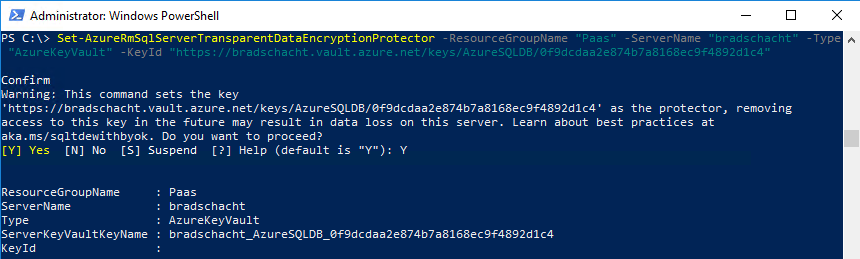 Administrator: Windows PowerShell
PS C:\> Set-AzureRmSqlServerTransparentDataEncryptionProtector -ResourceGroupName "Paas" -ServerName "bradschacht" -Type
"AzureKeyVault" -KeyId "https://bradschacht.vault.azure.net/keys/AzureSQLDB/0f9dcdaa2e874b7a8168ec9f4892d1c4"
Confirm
Warning: This command sets the key
'https://bradschacht.vault.azure.net/keys/AzureSQLDB/0f9dcdaa2e874b7a8168ec9f4892d1c4' as the protector, removing
access to this key in the future may result in data loss on this server. Learn about best practices at
aka.ms/sqltdewithbyok. Do you want to proceed?
[Y] Yes  [N] No  [S] Suspend  [?] Help (default is "Y"): Y
ResourceGroupName     : Paas
ServerName            : bradschacht
Type                  : AzureKeyVault
ServerKeyVaultKeyName : bradschacht_AzureSQLDB_0f9dcdaa2e874b7a8168ec9f4892d1c4
KeyId                 :